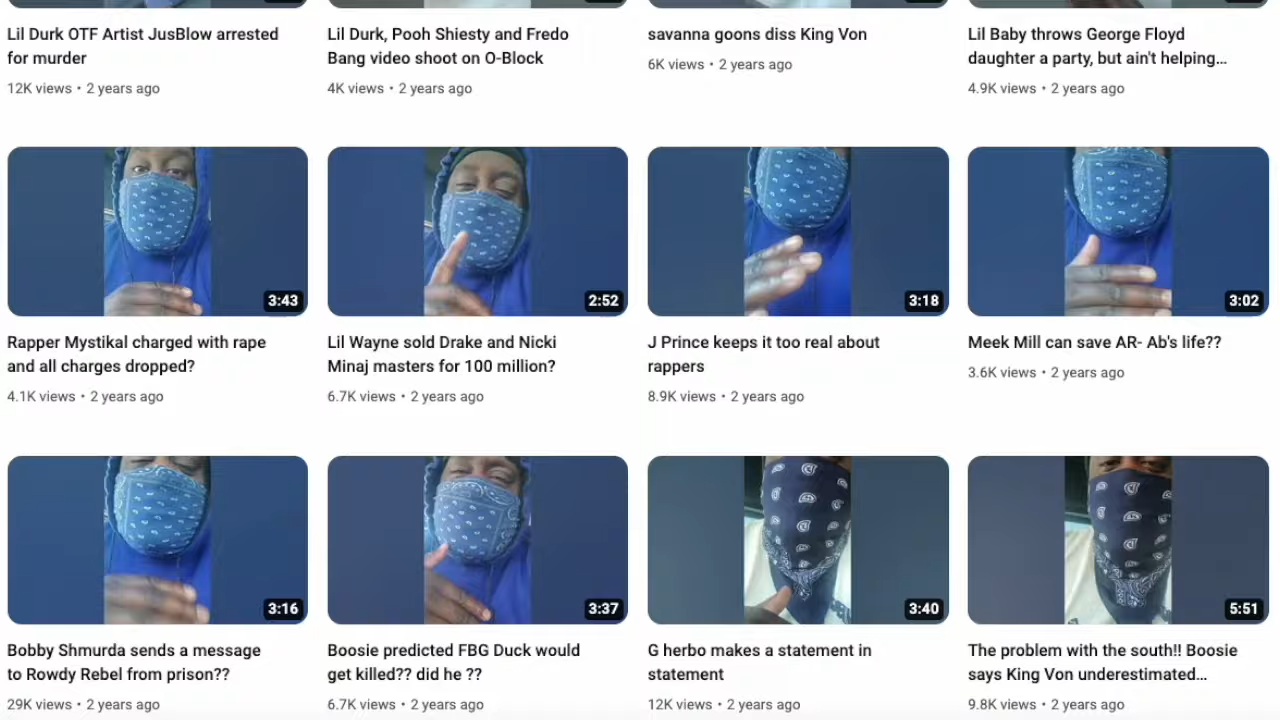 Lil Durk OTF Artist JusBlow arrested
for murder
12K views • 2 years ago
Lil Durk, Pooh Shiesty and Fredo
Bang video shoot on O-Block
4K views • 2 years ago
savanna goons diss King Von
6K views • 2 years ago
Lil Baby throws George Floyd
daughter a party, but ain't helping...
4.9K views • 2 years ago
3:43
2:52
3:18
3:02
Rapper Mystikal charged with rape
and all charges dropped?
4.1K views • 2 years ago
Lil Wayne sold Drake and Nicki
Minaj masters for 100 million?
6.7K views • 2 years ago
J Prince keeps it too real about
rappers
8.9K views • 2 years ago
Meek Mill can save AR- Ab's life??
3.6K views • 2 years ago
3:16
3:37
3:40
5:51
Bobby Shmurda sends a message
to Rowdy Rebel from prison??
29K views • 2 years ago
Boosie predicted FBG Duck would
get killed?? did he ??
6.7K views • 2 years ago
G herbo makes a statement in
statement
12K views • 2 years ago
The problem with the south!! Boosie
says King Von underestimated...
9.8K views • 2 years ago